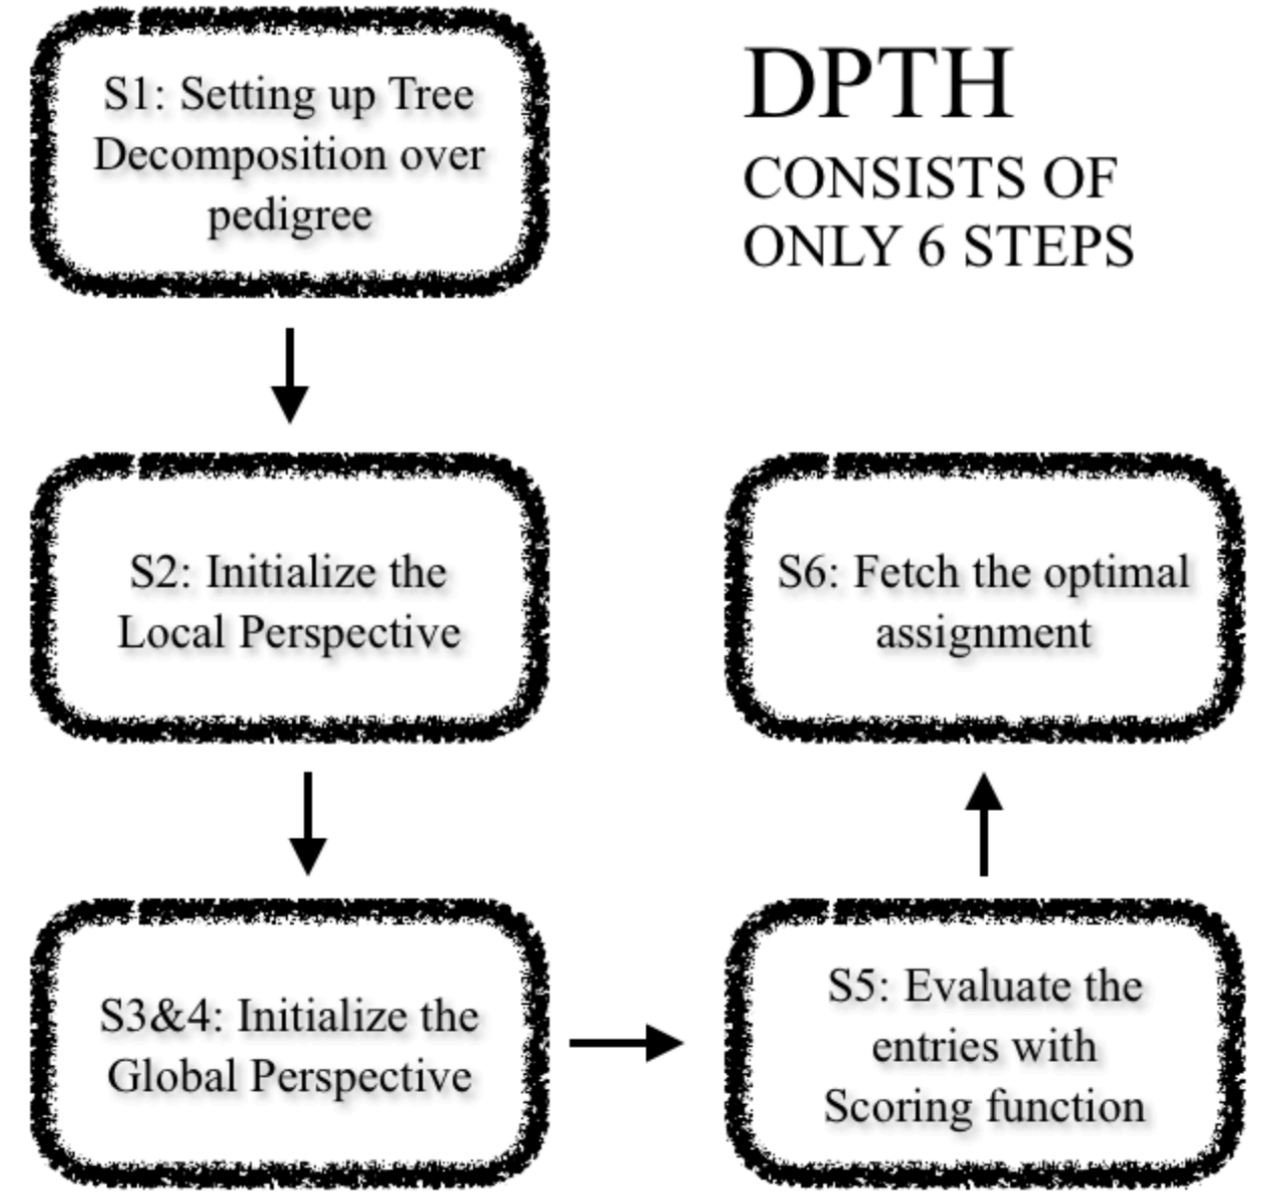 S1: Setting up Tree
Decomposition over
pedigree
DPTH
CONSISTS OF
ONLY 6 STEPS
S2: Initialize the
Local Perspective
S3&4: Initialize the
Global Perspective
S5: Evaluate the
entries with
Scoring function
S6: Fetch the optimal
assignment